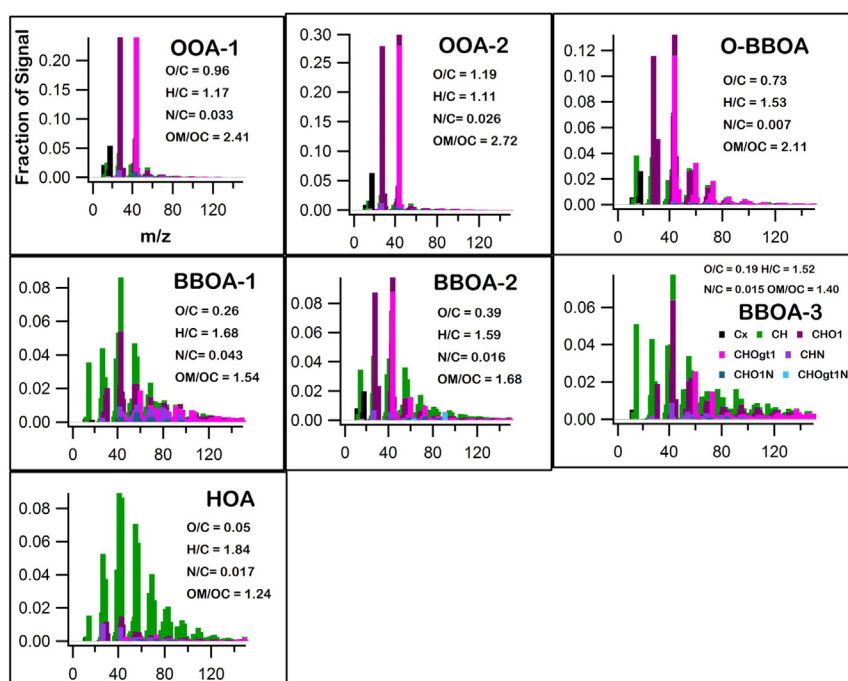 OOA-1
O/C = 0.96
H/C = 1.17
N/C= 0.033
OM/OC = 2.41
Fraction of Signal
0.20
0.15
0.10
0.05
0.00
0 40 80 120
m/z
OOA-2
O/C = 1.19
H/C = 1.11
N/C= 0.026
OM/OC = 2.72
0.30
0.25
0.20
0.15
0.10
0.05
0.00
0 40 80 120
O-BBOA
O/C = 0.73
H/C = 1.53
N/C= 0.007
OM/OC = 2.11
0.12
0.10
0.08
0.06
0.04
0.02
0.00
0 40 80 120
BBOA-1
O/C = 0.26
H/C = 1.68
N/C= 0.043
OM/OC = 1.54
0.08
0.06
0.04
0.02
0.00
0 40 80 120
BBOA-2
O/C = 0.39
H/C = 1.59
N/C= 0.016
OM/OC = 1.68
0.08
0.06
0.04
0.02
0.00
0 40 80 120
O/C = 0.19 H/C = 1.52
N/C= 0.015 OM/OC = 1.40
BBOA-3
Cx CH CHO1
CHOgt1 CHN
CHO1N CHOgt1N
0.06
0.04
0.02
0.00
0 40 80 120
HOA
O/C = 0.05
H/C = 1.84
N/C= 0.017
OM/OC = 1.24
0.08
0.06
0.04
0.02
0.00
0 40 80 120